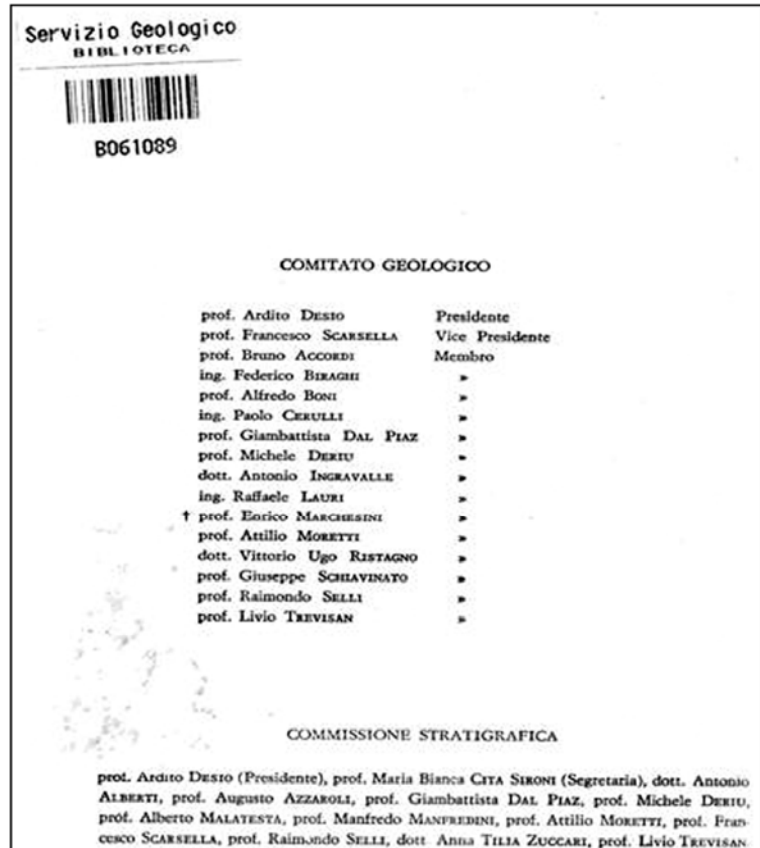 Servizio Geologico
BIBLIOTECA
B061089
COMITATO GEOLOGICO
prof. Ardito DESIO Presidente
prof. Francesco SCARSELLA Vice Presidente
prof. Bruno ACCORDI Membro
ing. Federico BIRAGHI »
prof. Alfredo BONI »
ing. Paolo CERULLI »
prof. Giambattista DAL PIAZ »
prof. Michele DERIU »
dott. Antonio INGRAVALLE »
ing. Raffaele LAURI »
† prof. Enrico MARCHESINI »
prof. Attilio MORETTI »
dott. Vittorio Ugo RISTAGNO »
prof. Giuseppe SCHIAVINATO »
prof. Raimondo SELLI »
prof. Livio TREVISAN »
COMMISSIONE STRATIGRAFICA
prof. Ardito DESIO (Presidente), prof. Maria Bianca CITA SIRONI (Segretaria), dott. Antonio
ALBERTI, prof. Augusto AZZAROLI, prof. Giambattista DAL PIAZ, prof. Michele DERIU,
prof. Alberto MALATESTA, prof. Manfredo MANFREDINI, prof. Attilio MORETTI, prof. Fran-
cesco SCARSELLA, prof. Raimondo SELLI, dott. Anna TILIA ZUCCARI, prof. Livio TREVISAN